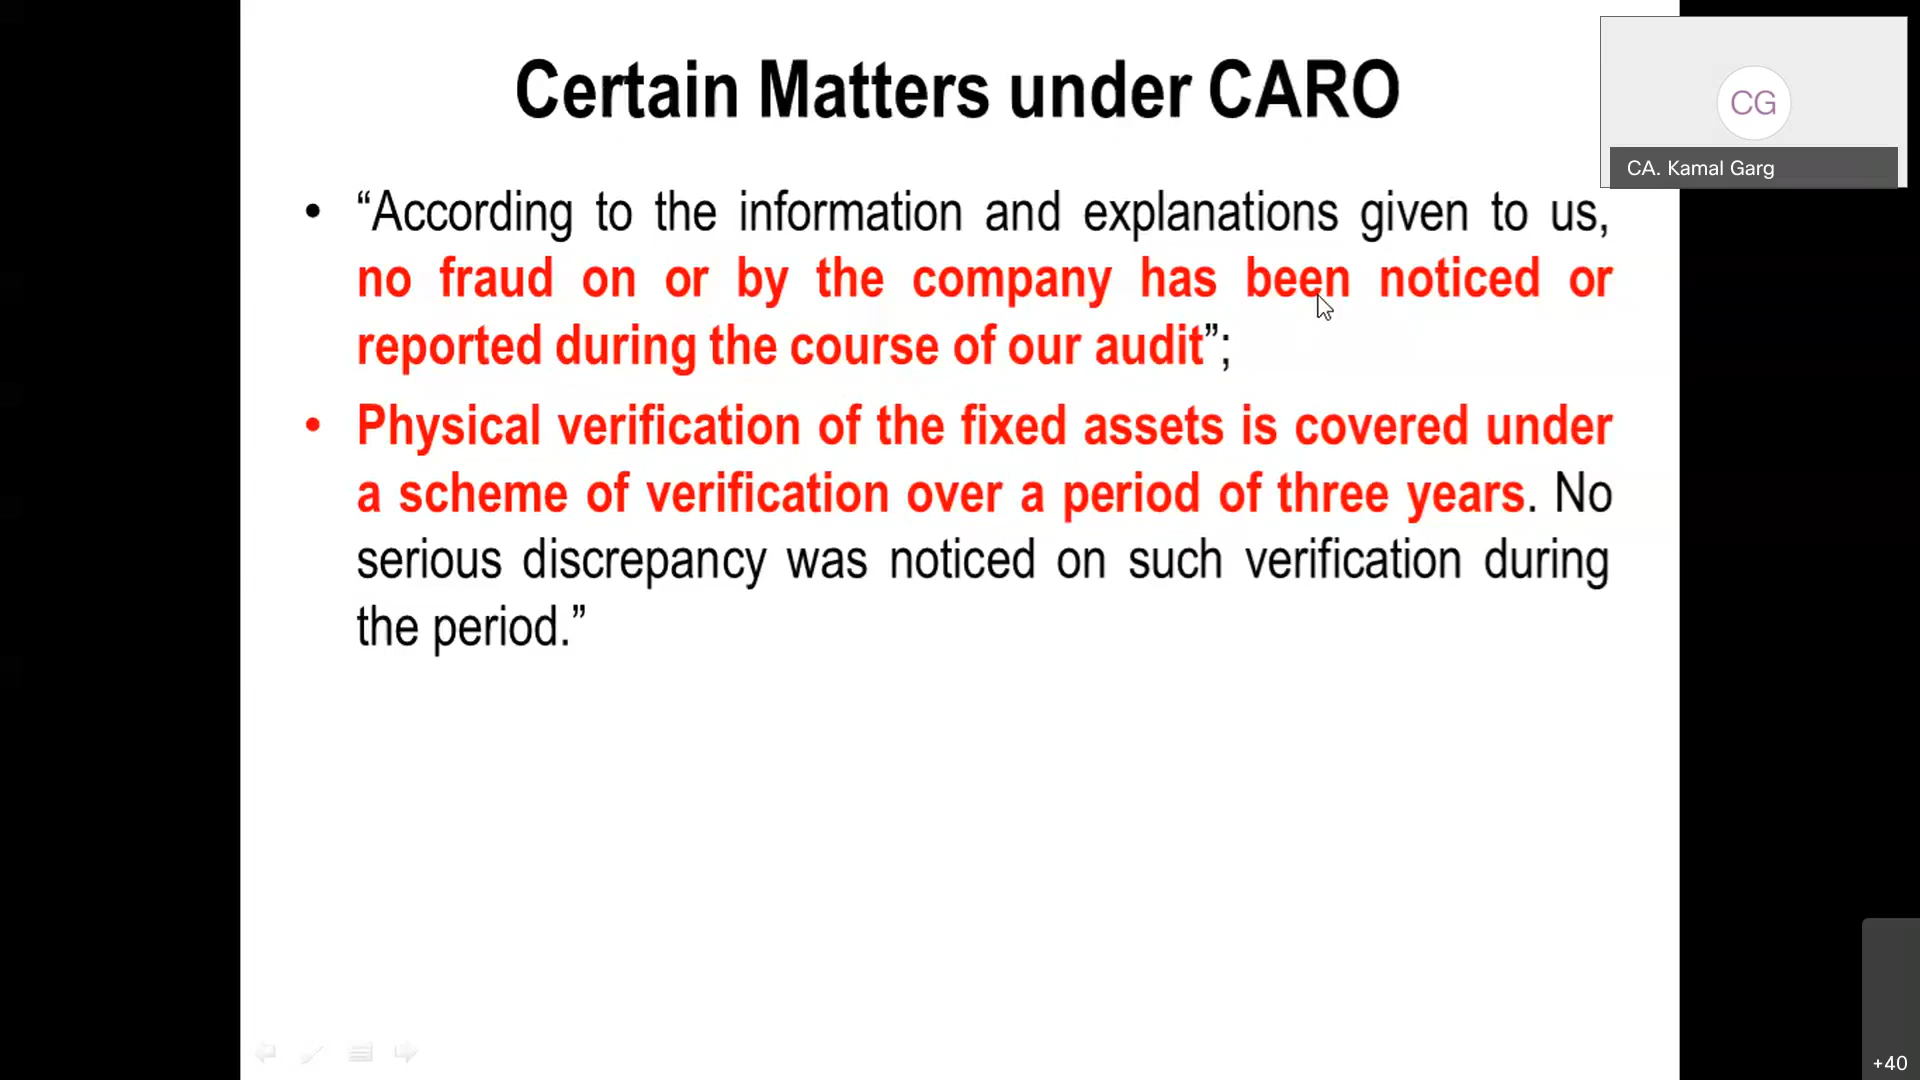 Certain Matters under CARO
CG
CA. Kamal Garg
• “According to the information and explanations given to us,
no fraud on or by the company has been noticed or
reported during the course of our audit”;
• Physical verification of the fixed assets is covered under
a scheme of verification over a period of three years. No
serious discrepancy was noticed on such verification during
the period.”
+40